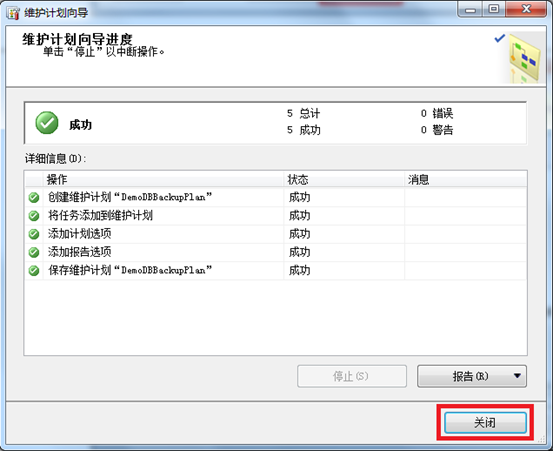 维护计划向导
维护计划向导进度
单击“停止”以中断操作。
成功
5 总计 0 错误
5 成功 0 警告
详细信息(D):
操作 状态 消息
创建维护计划“DemoDBBackupPlan” 成功
将任务添加到维护计划 成功
添加计划选项 成功
添加报告选项 成功
保存维护计划“DemoDBBackupPlan” 成功
停止(S) 报告(R)
关闭